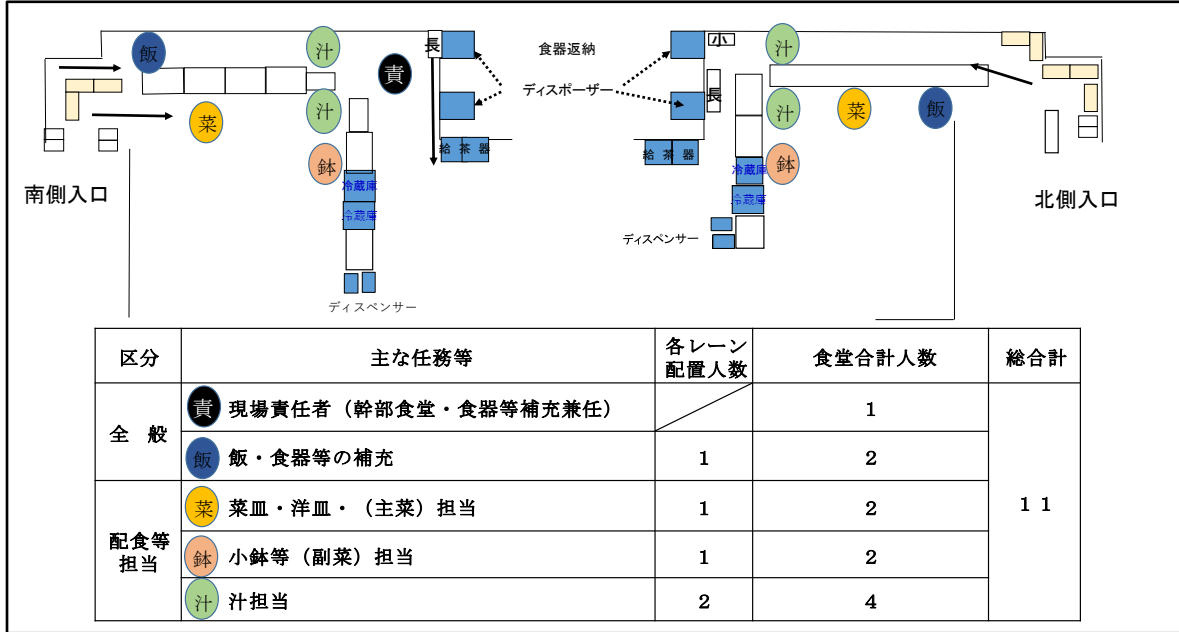 飯
汁
長
食器返納
小
汁
責
ディスポーザー
長
菜
汁
汁
菜
飯
鉢
給茶器
給茶器
鉢
冷蔵庫
冷蔵庫
南側入口
冷蔵庫
冷蔵庫
北側入口
ディスペンサー
ディスペンサー
区分 主な任務等 各レーン配置人数 食堂合計人数 総合計
全般 責 現場責任者（幹部食堂・食器等補充兼任） 1 11
飯 飯・食器等の補充 1 2
配食等担当 菜 菜皿・洋皿・（主菜）担当 1 2
鉢 小鉢等（副菜）担当 1 2
汁 汁担当 2 4